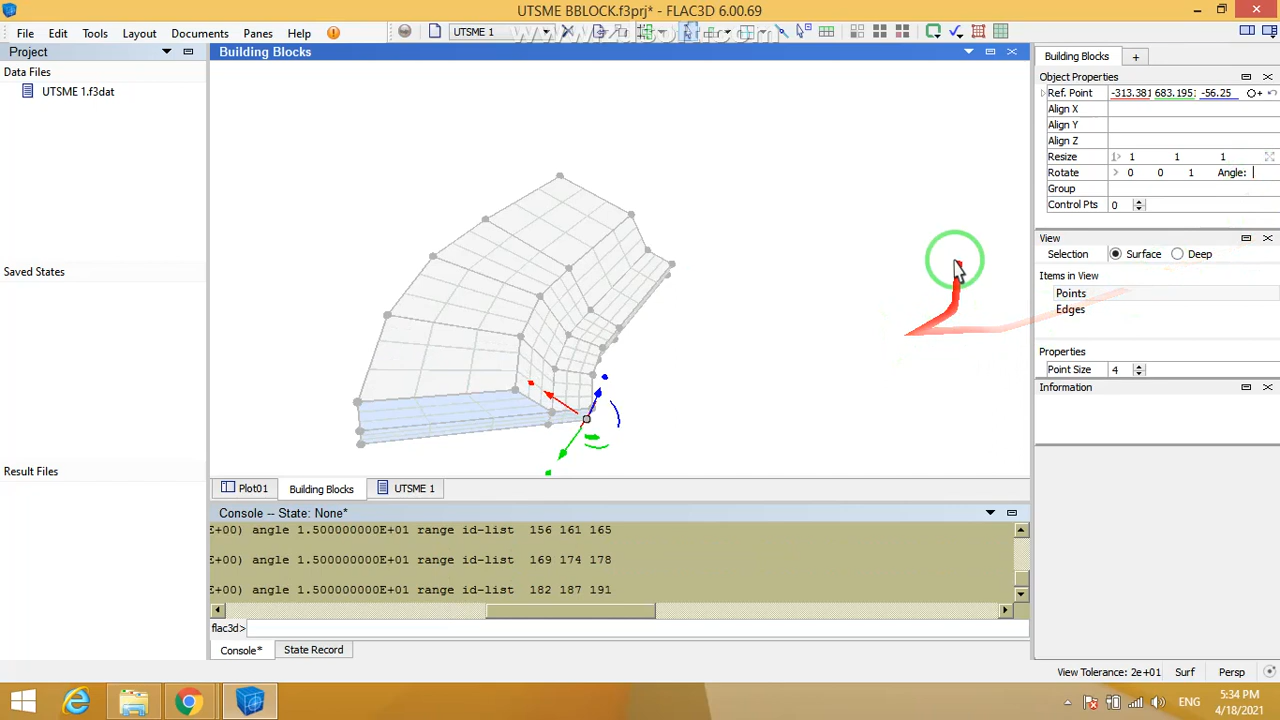 UTSME BBLOCK.f3prj* - FLAC3D 6.00.69
File Edit Tools Layout Documents Panes Help
UTSME 1
Project
Data Files
UTSME 1.f3dat
Saved States
Result Files
Building Blocks
Plot01 Building Blocks UTSME 1
Console -- State: None*
E+00) angle 1.500000000E+01 range id-list 156 161 165
E+00) angle 1.500000000E+01 range id-list 169 174 178
E+00) angle 1.500000000E+01 range id-list 182 187 191
flac3d>
Console* State Record
Building Blocks +
Object Properties
Ref. Point -313.381 683.195 -56.25
Align X
Align Y
Align Z
Resize 1 1 1
Rotate 0 0 1 Angle:
Group
Control Pts 0
View
Selection Surface Deep
Items in View
Points
Edges
Properties
Point Size 4
Information
View Tolerance: 2e+01 Surf Persp
ENG
5:34 PM
4/18/2021